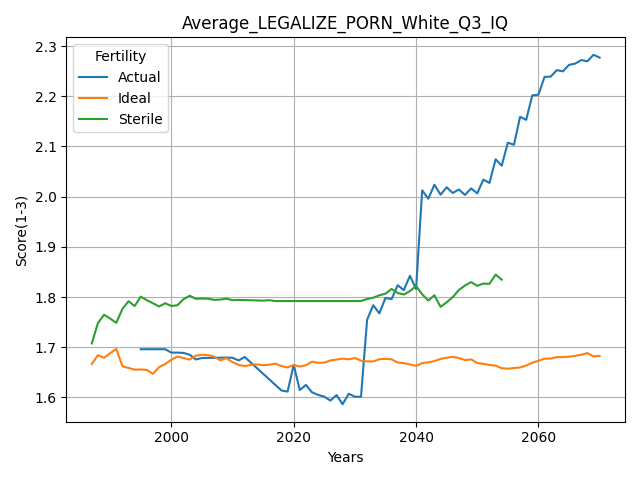 Average_LEGALIZE_PORN_White_Q3_IQ
Fertility
Actual
Ideal
Sterile
Score(1-3)
2.3
2.2
2.1
2.0
1.9
1.8
1.7
1.6
2000
2020
2040
2060
Years